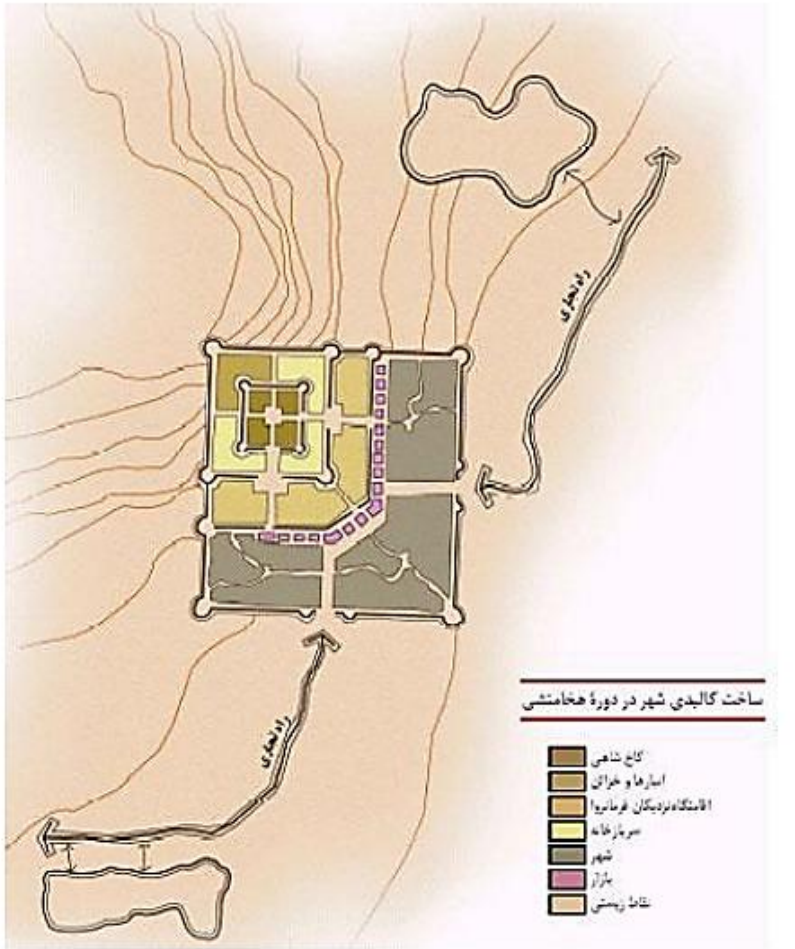 راه تجاری
راه تجاری
ساخت کالبدی شهر در دورهٔ هخامنشی
کاخ شاهی
انبارها و خزائن
اقامتگاه نزدیکان فرمانروا
سربازخانه
شهر
بازار
نقاط زیستی